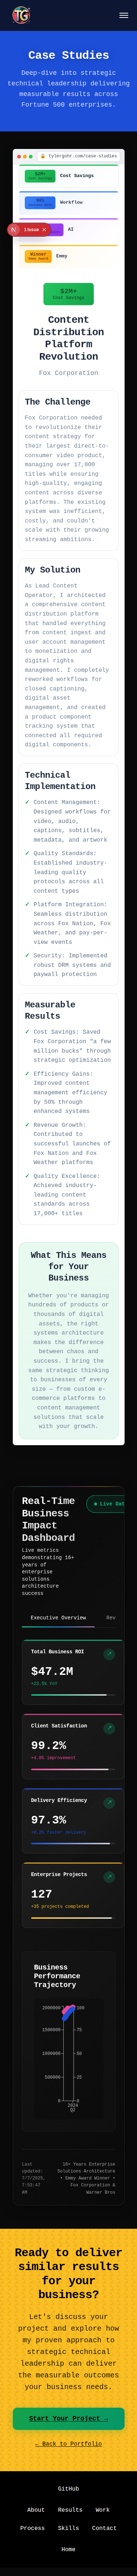 TG
Case Studies
Deep-dive into strategic
technical leadership delivering
measurable results across
Fortune 500 enterprises.
tylergohr.com/case-studies
$2M+
Cost Savings
Cost Savings
Workflow
1 Issue ×
AI
Winner
Emmy Award
Emmy
$2M+
Cost Savings
Content
Distribution
Platform
Revolution
Fox Corporation
The Challenge
Fox Corporation needed
to revolutionize their
content strategy for
their largest direct-to-
consumer video product,
managing over 17,000
titles while ensuring
high-quality, engaging
content across diverse
platforms. The existing
system was inefficient,
costly, and couldn't
scale with their growing
streaming ambitions.
My Solution
As Lead Content
Operator, I architected
a comprehensive content
distribution platform
that handled everything
from content ingest and
user account management
to monetization and
digital rights
management. I completely
reworked workflows for
closed captioning,
digital asset
management, and created
a product component
tracking system that
connected all required
digital components.
Technical
Implementation
✓ Content Management:
Designed workflows for
video, audio,
captions, subtitles,
metadata, and artwork
✓ Quality Standards:
Established industry-
leading quality
protocols across all
content types
✓ Platform Integration:
Seamless distribution
across Fox Nation, Fox
Weather, and pay-per-
view events
✓ Security: Implemented
robust DRM systems and
paywall protection
Measurable
Results
✓ Cost Savings: Saved
Fox Corporation "a few
million bucks" through
strategic optimization
✓ Efficiency Gains:
Improved content
management efficiency
by 50% through
enhanced systems
✓ Revenue Growth:
Contributed to
successful launches of
Fox Nation and Fox
Weather platforms
✓ Quality Excellence:
Achieved industry-
leading content
standards across
17,000+ titles
What This Means
for Your
Business
Whether you're managing
hundreds of products or
thousands of digital
assets, the right
systems architecture
makes the difference
between chaos and
success. I bring the
same strategic thinking
to businesses of every
size — from custom e-
commerce platforms to
content management
solutions that scale
with your growth.
Real-Time
Business
Impact
Dashboard
Live Dat
Live metrics
demonstrating 16+
years of
enterprise
solutions
architecture
success
Executive Overview
Rev
Total Business ROI
↗
$47.2M
Client Satisfaction
↗
99.2%
+4.8% improvement
Delivery Efficiency
↗
97.3%
Enterprise Projects
↗
127
+35 projects completed
Business
Performance
Trajectory
2000000
1500000
1000000
500000
0
100
75
50
25
0
2024
Q2
Last
updated:
7/7/2025,
7:53:47
AM
16+ Years Enterprise
Solutions Architecture
• Emmy Award Winner •
Fox Corporation &
Warner Bros
Ready to deliver
similar results
for your
business?
Let's discuss your
project and explore how
my proven approach to
strategic technical
leadership can deliver
the measurable outcomes
your business needs.
Start Your Project →
← Back to Portfolio
GitHub
About
Results
Work
Process
Skills
Contact
Home